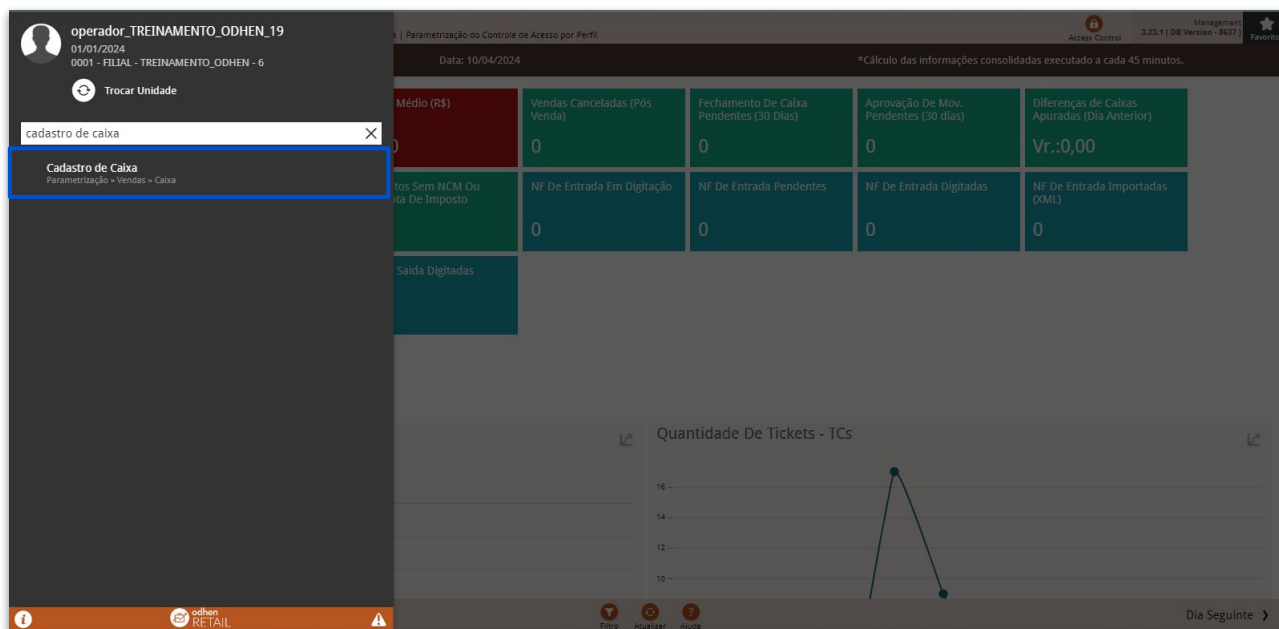 operador_TREINAMENTO_ODHEN_19
01/01/2024
0001 - FILIAL - TREINAMENTO_ODHEN - 6
Trocar Unidade
cadastro de caixa
Cadastro de Caixa
Parametrização » Vendas » Caixa
| Parametrização do Controle de Acesso por Perfil
Access Control
Management
3.23.1 ( DB Version - 8637 )
Favorito
Data: 10/04/2024
*Cálculo das informações consolidadas executado a cada 45 minutos.
Médio (R$)
Vendas Canceladas (Pós Venda)
0
Fechamento De Caixa Pendentes (30 Dias)
0
Aprovação De Mov. Pendentes (30 dias)
0
Diferenças de Caixas Apuradas (Dia Anterior)
Vr.:0,00
tos Sem NCM Ou
ta De Imposto
NF De Entrada Em Digitação
0
NF De Entrada Pendentes
0
NF De Entrada Digitadas
0
NF De Entrada Importadas (XML)
0
Saída Digitadas
Quantidade De Tickets - TCs
16
14
12
10
odhen
RETAIL
Filtro
Atualizar
Ajuda
Dia Seguinte